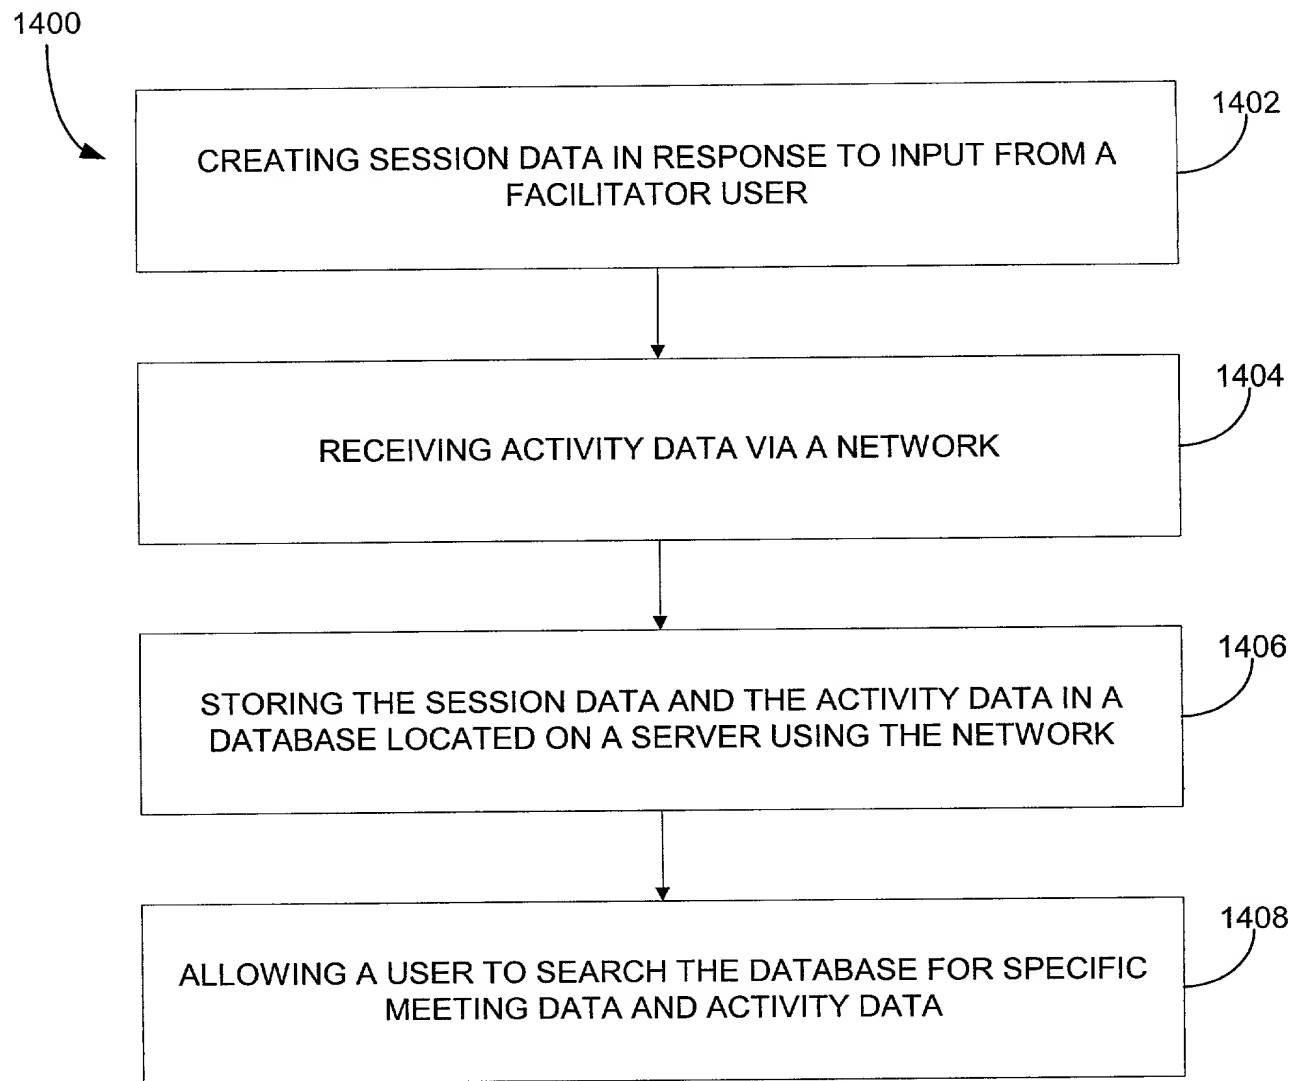 1400
1402
CREATING SESSION DATA IN RESPONSE TO INPUT FROM A
FACILITATOR USER
1404
RECEIVING ACTIVITY DATA VIA A NETWORK
1406
STORING THE SESSION DATA AND THE ACTIVITY DATA IN A
DATABASE LOCATED ON A SERVER USING THE NETWORK
1408
ALLOWING A USER TO SEARCH THE DATABASE FOR SPECIFIC
MEETING DATA AND ACTIVITY DATA